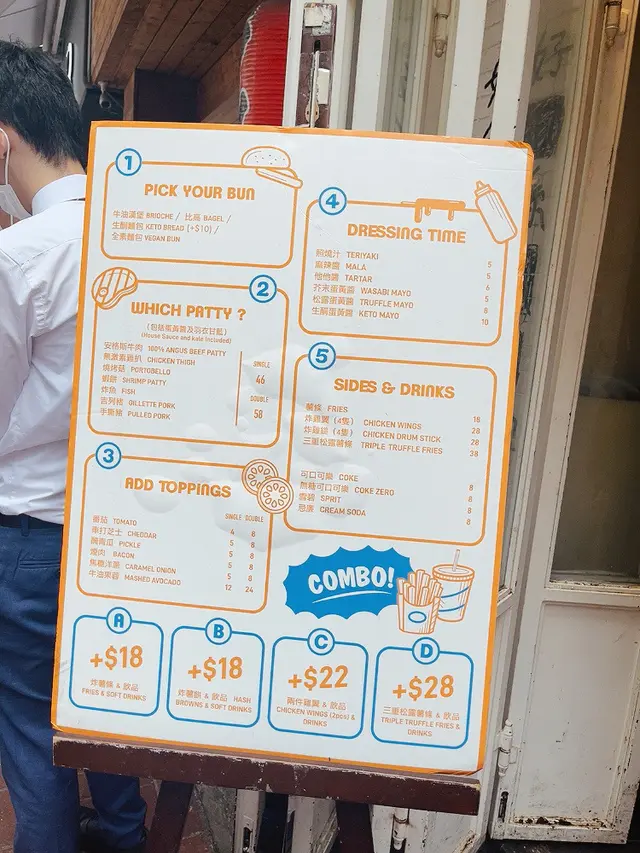 1
PICK YOUR BUN
牛油漢堡 BRIOCHE / 比高 BAGEL /
生酮麵包 KETO BREAD (+$10) /
全素麵包 VEGAN BUN
2
WHICH PATTY ?
(包括蛋黃醬及羽衣甘藍)
(House Sauce and kale included)
安格斯牛肉 100% ANGUS BEEF PATTY
無激素雞扒 CHICKEN THIGH
燒烤菇 PORTOBELLO
蝦餅 SHRIMP PATTY
炸魚 FISH
吉列豬 GILLETTE PORK
手撕豬 PULLED PORK
SINGLE
46
DOUBLE
58
3
ADD TOPPINGS
SINGLE DOUBLE
番茄 TOMATO 4 8
車打芝士 CHEDDAR 5 8
酸青瓜 PICKLE 5 8
燒肉 BACON 5 8
焦糖洋蔥 CARAMEL ONION 5 8
牛油果蓉 MASHED AVOCADO 12 24
4
DRESSING TIME
煎燒汁 TERIYAKI 5
麻辣醬 MALA 5
他他醬 TARTAR 6
芥末蛋黃醬 WASABI MAYO 5
松露蛋黃醬 TRUFFLE MAYO 8
生酮蛋黃醬 KETO MAYO 10
5
SIDES & DRINKS
薯條 FRIES 18
炸雞翼 (4隻) CHICKEN WINGS 28
炸雞鎚 (4隻) CHICKEN DRUM STICK 28
三重松露薯條 TRIPLE TRUFFLE FRIES 38
可口可樂 COKE 8
無糖可口可樂 COKE ZERO 8
雪碧 SPRIT 8
忌廉 CREAM SODA 8
COMBO!
A
+$18
炸薯條 & 飲品
FRIES & SOFT DRINKS
B
+$18
炸薯餅 & 飲品 HASH
BROWNS & SOFT DRINKS
C
+$22
兩件雞翼 & 飲品
CHICKEN WINGS (2pcs) &
DRINKS
D
+$28
三重松露薯條 & 飲品
TRIPLE TRUFFLE FRIES &
DRINKS